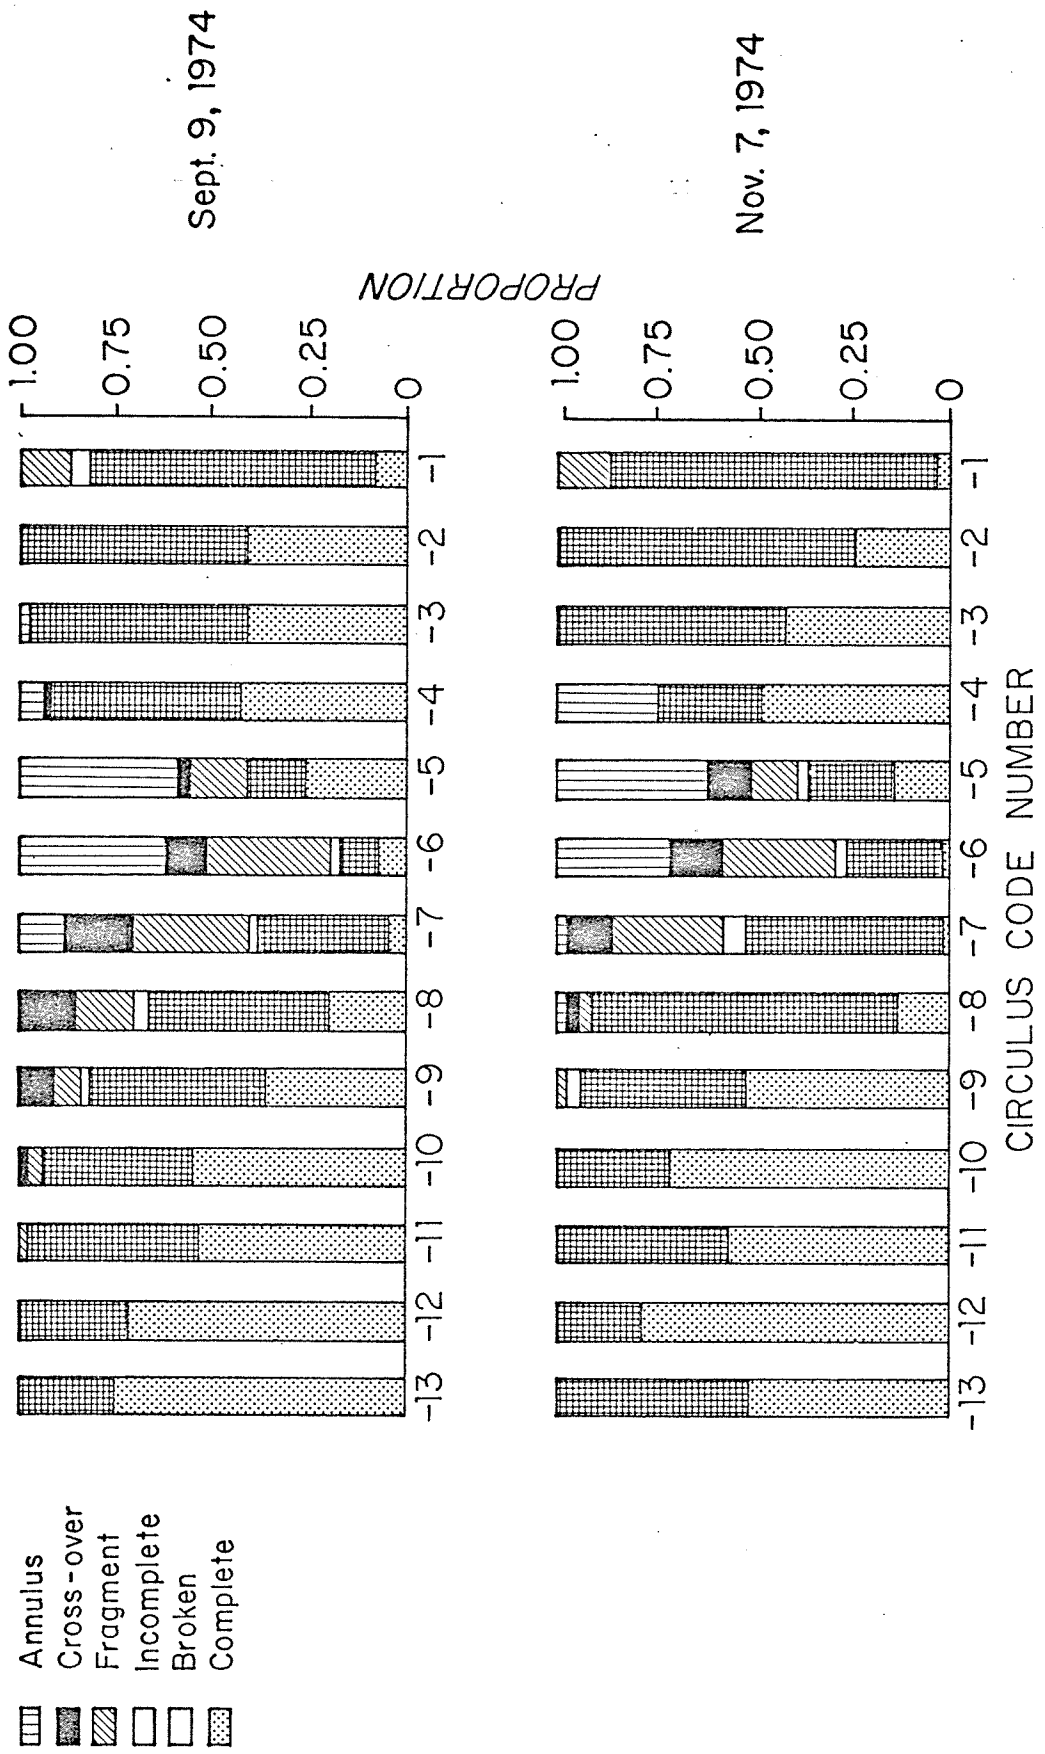 Annulus
Cross-over
Fragment
Incomplete
Broken
Complete
Sept. 9, 1974
PROPORTION
1.00
0.75
0.50
0.25
0
-13 -12 -11 -10 -9 -8 -7 -6 -5 -4 -3 -2 -1
Nov. 7, 1974
1.00
0.75
0.50
0.25
0
-13 -12 -11 -10 -9 -8 -7 -6 -5 -4 -3 -2 -1
CIRCULUS CODE NUMBER